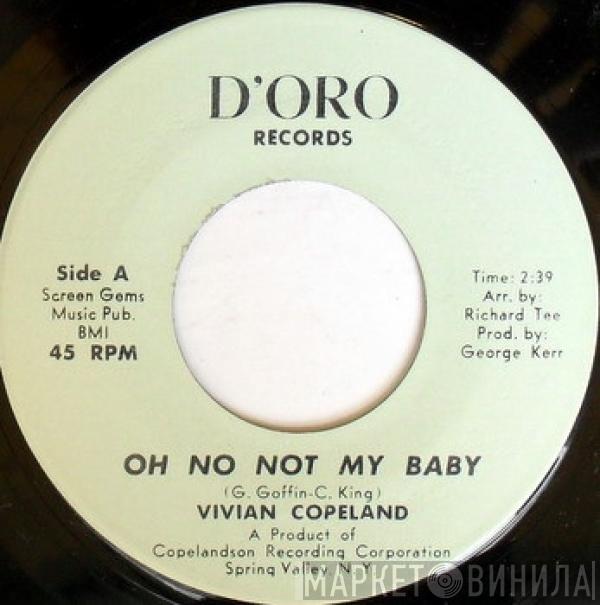 D'ORO
RECORDS
Side A
Screen Gems
Music Pub.
BMI
45 RPM
Time: 2:39
Arr. by:
Richard Tee
Prod. by:
George Kerr
OH NO NOT MY BABY
(G. Goffin-C. King)
VIVIAN COPELAND
A Product of
Copelandson Recording Corporation
Spring Valley, N.Y.
МАРКЕТ ВИНИЛА